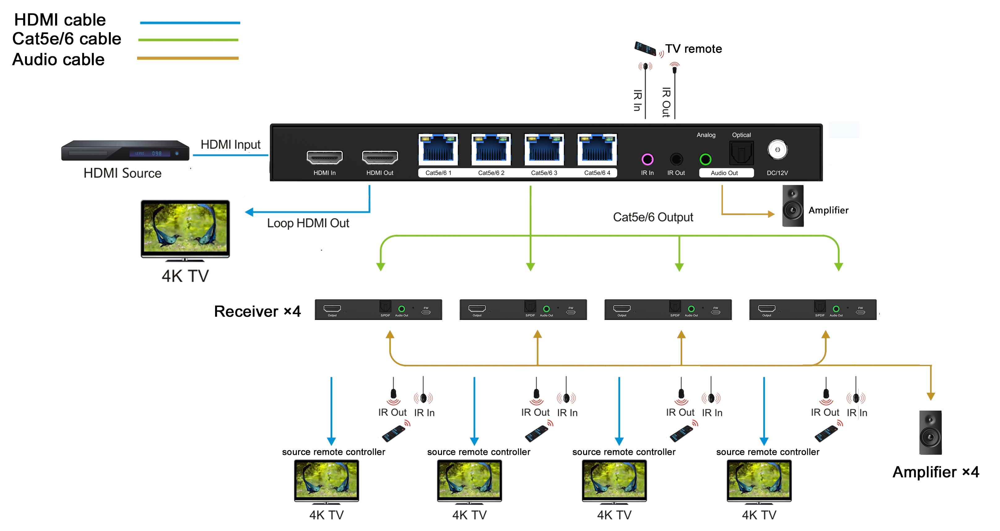 HDMI cable
Cat5e/6 cable
Audio cable
TV remote
IR In
IR Out
HDMI Input
HDMI Source
Analog
Optical
HDMI In
HDMI Out
Cat5e/6 1
Cat5e/6 2
Cat5e/6 3
Cat5e/6 4
IR In
IR Out
Audio Out
DC/12V
12350 098
Loop HDMI Out
4K TV
Cat5e/6 Output
Amplifier
Receiver ×4
Output
S/PDIF
Audio Out
FW
Output
S/PDIF
Audio Out
FW
Output
S/PDIF
Audio Out
FW
Output
S/PDIF
Audio Out
FW
IR Out
IR In
IR Out
IR In
IR Out
IR In
IR Out
IR In
source remote controller
source remote controller
source remote controller
source remote controller
Amplifier ×4
4K TV
4K TV
4K TV
4K TV